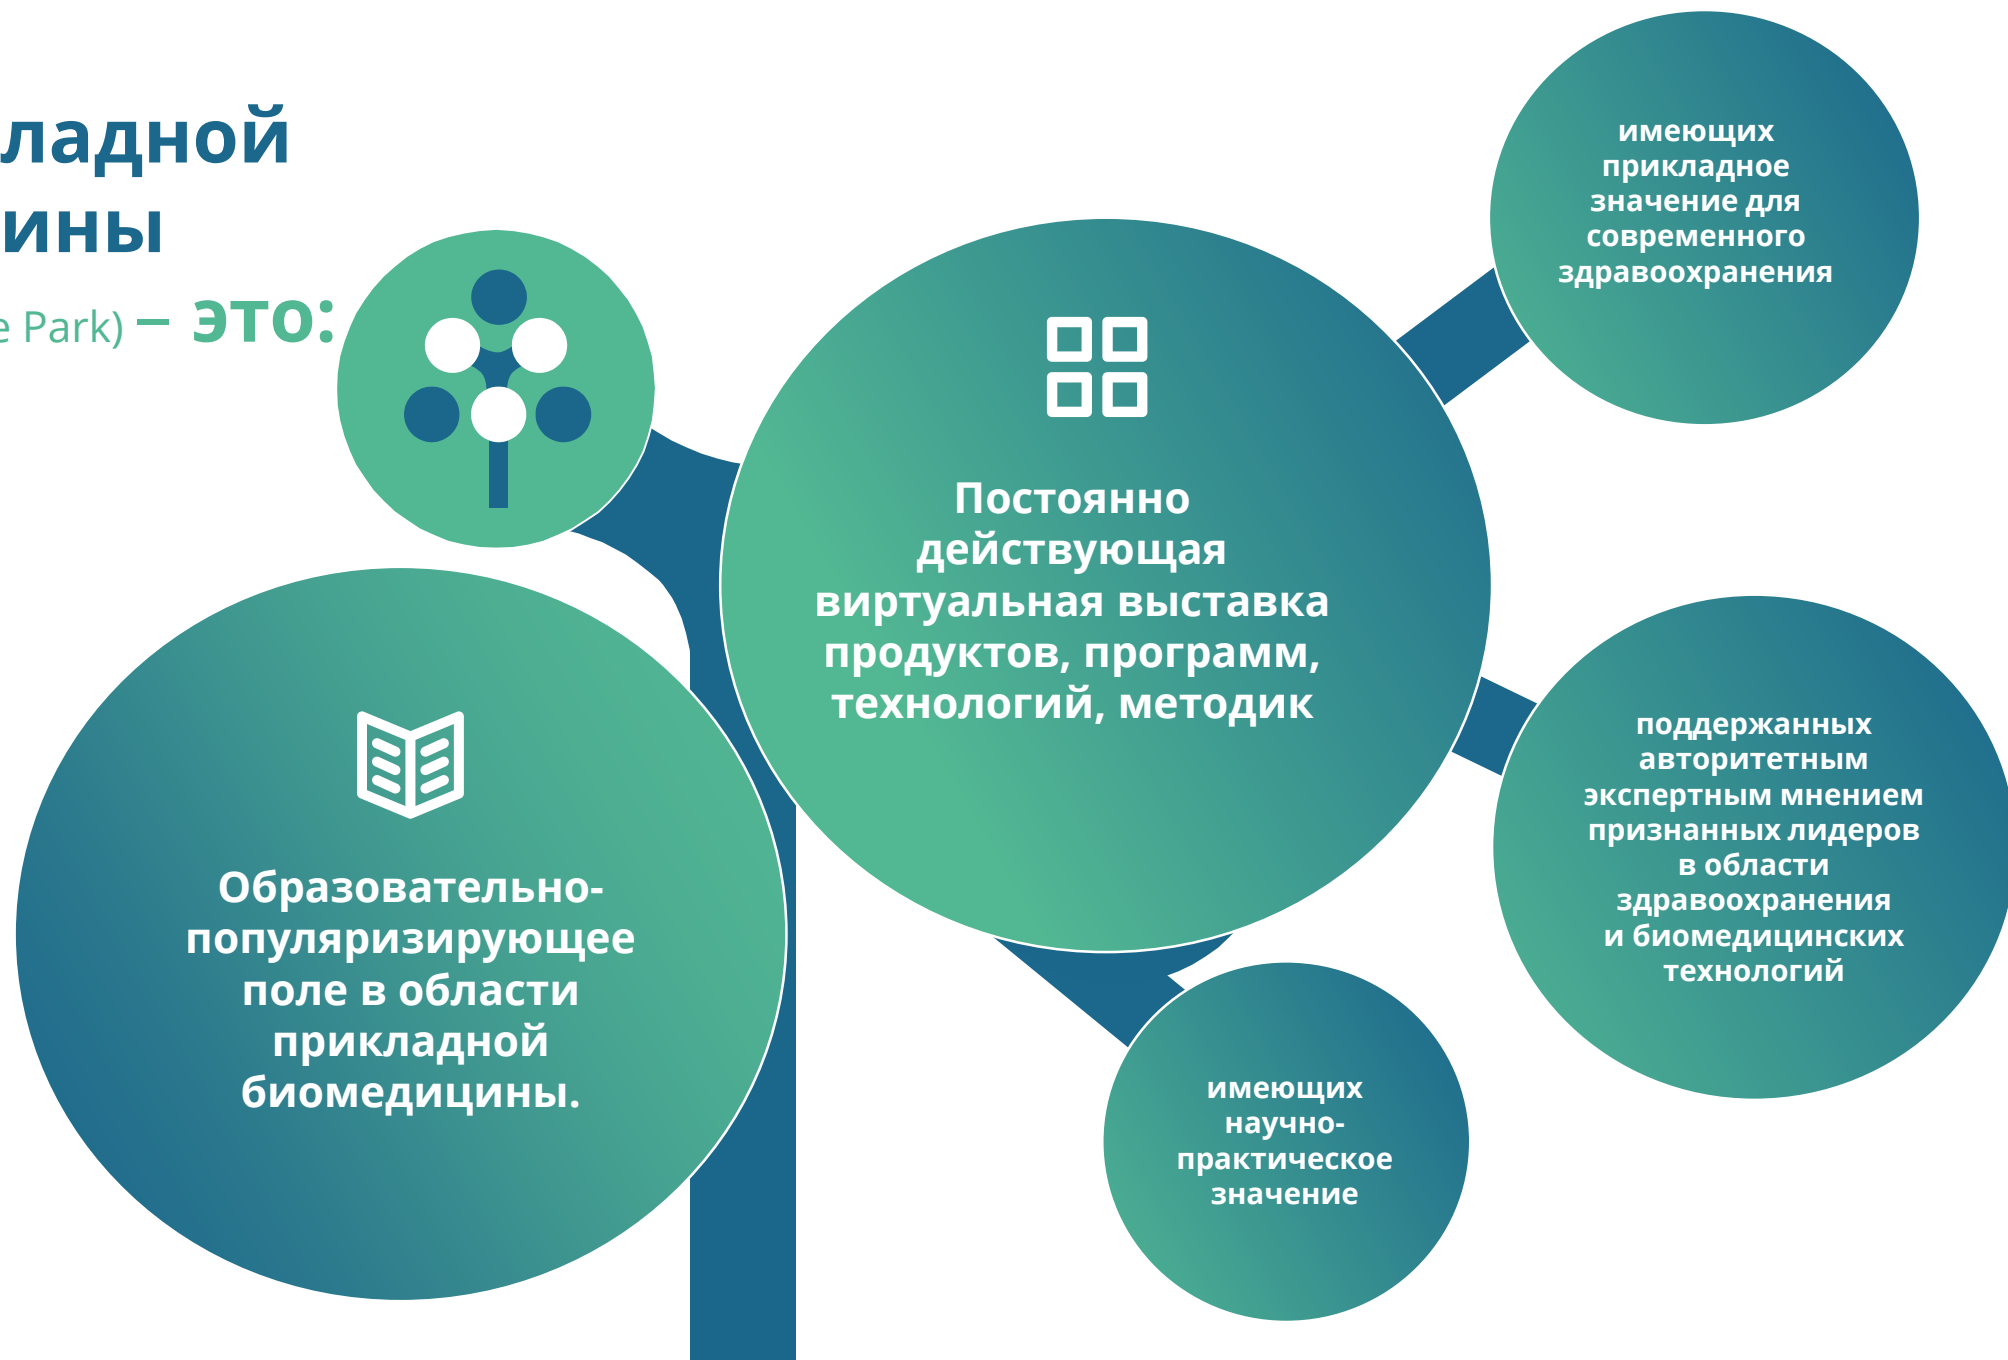 ладной
ины
e Park) – это:
имеющих
прикладное
значение для
современного
здравоохранения
Постоянно
действующая
виртуальная выставка
продуктов, программ,
технологий, методик
поддержанных
авторитетным
экспертным мнением
признанных лидеров
в области
здравоохранения
и биомедицинских
технологий
Образовательно-
популяризирующее
поле в области
прикладной
биомедицины.
имеющих
научно-
практическое
значение